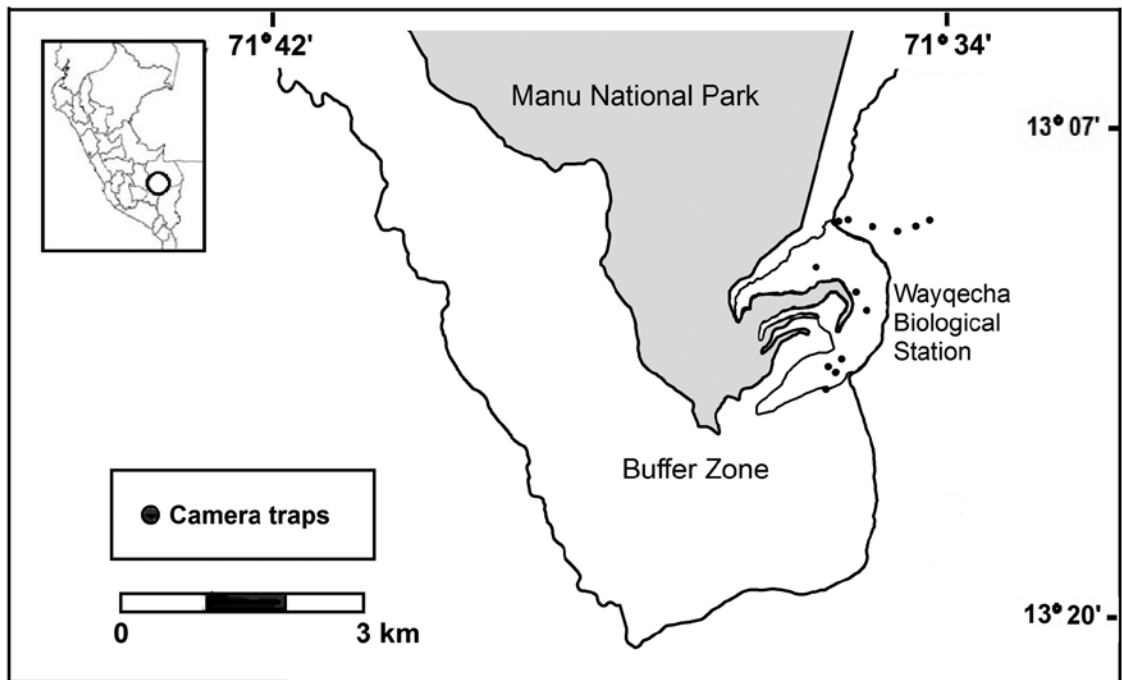 71° 42'
71° 34'
Manu National Park
13° 07'
Wayqecha
Biological
Station
Buffer Zone
Camera traps
0
3 km
13° 20'